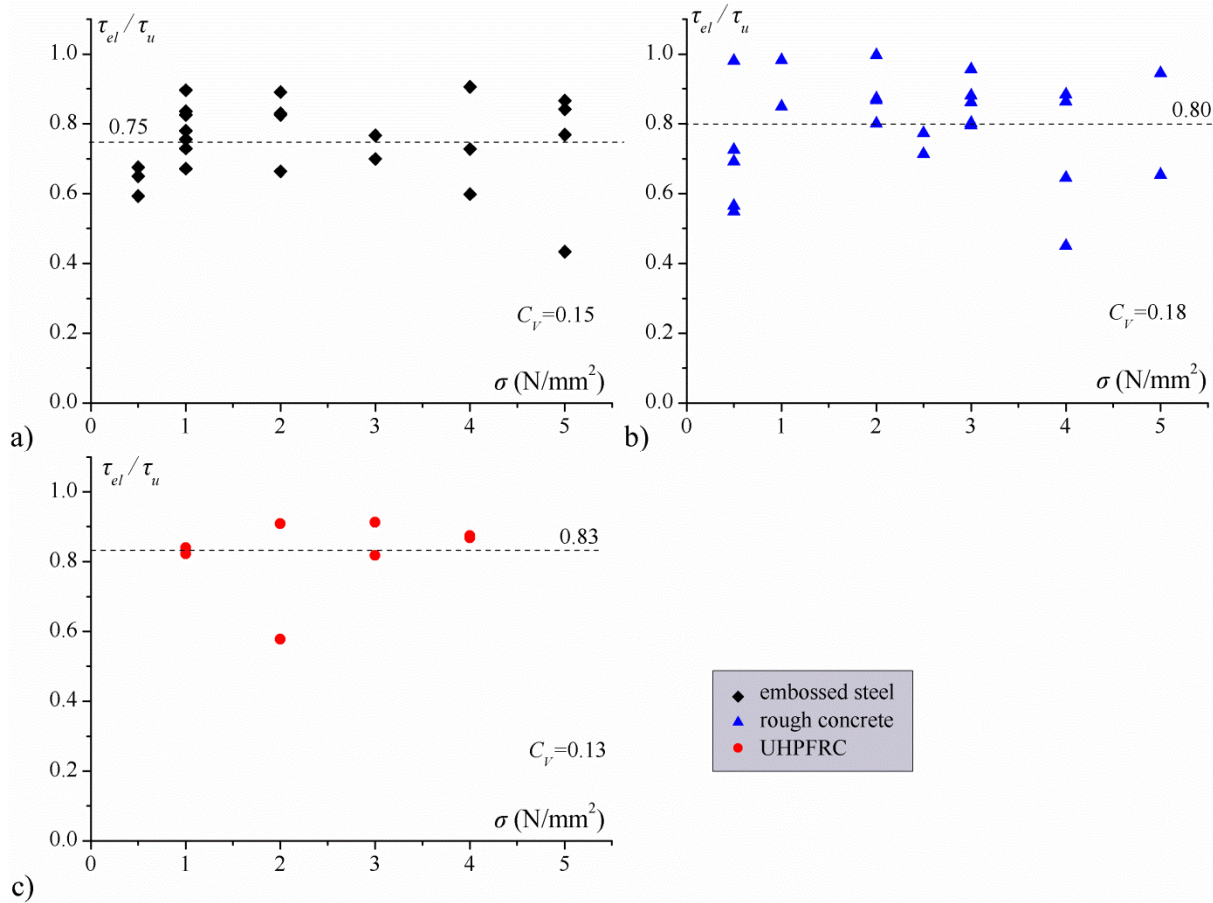 τel / τu
1.0
0.8
0.6
0.4
0.2
0.0
0.75
CV=0.15
σ (N/mm²)
0 1 2 3 4 5
a)
τel / τu
1.0
0.8
0.6
0.4
0.2
0.0
0.80
CV=0.18
σ (N/mm²)
0 1 2 3 4 5
b)
τel / τu
1.0
0.8
0.6
0.4
0.2
0.0
0.83
CV=0.13
σ (N/mm²)
0 1 2 3 4 5
c)
embossed steel
rough concrete
UHPFRC